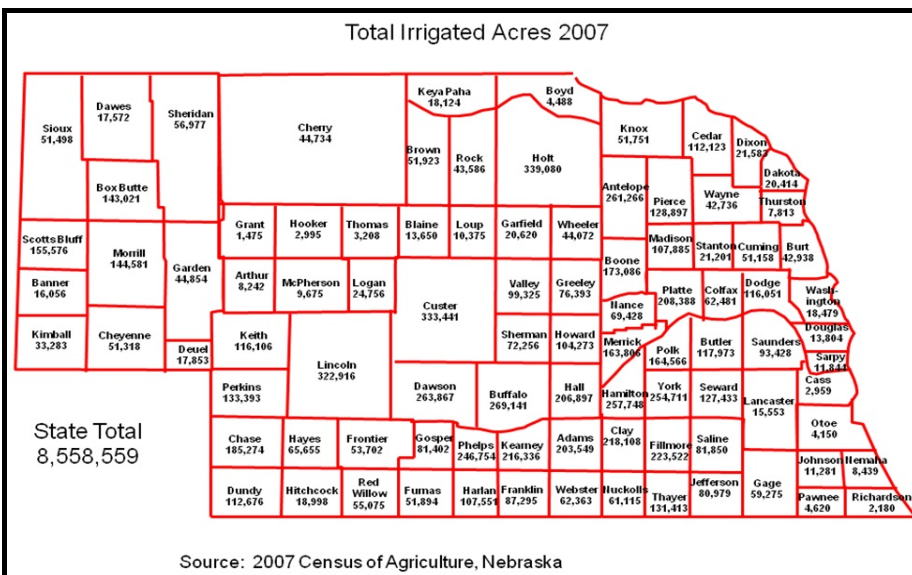 Total Irrigated Acres 2007
Sioux
51,498
Dawes
17,572
Sheridan
56,977
Cherry
44,734
Keya Paha
18,124
Boyd
4,488
Brown
51,923
Rock
43,586
Holt
339,080
Knox
51,751
Cedar
112,123
Dixon
21,583
Dakota
20,414
Box Butte
143,021
Antelope
261,266
Pierce
128,897
Wayne
42,736
Thurston
7,813
Scotts Bluff
155,576
Morrill
144,581
Garden
44,854
Grant
1,475
Hooker
2,995
Thomas
3,208
Blaine
13,650
Loup
10,375
Garfield
20,620
Wheeler
44,072
Boone
173,086
Madison
107,885
Stanton
21,201
Cuming
51,158
Burt
42,938
Banner
16,056
Arthur
8,242
McPherson
9,675
Logan
24,756
Custer
333,441
Valley
99,325
Greeley
76,393
Nance
69,428
Platte
208,388
Colfax
62,481
Dodge
116,051
Wash-
ington
18,479
Kimball
33,283
Cheyenne
51,318
Deuel
17,853
Keith
116,106
Lincoln
322,916
Sherman
72,256
Howard
104,273
Merrick
163,806
Polk
164,566
Butler
117,973
Saunders
93,428
Douglas
13,804
Sarpy
11,844
Perkins
133,393
Dawson
263,867
Buffalo
269,141
Hall
206,897
Hamilton
257,748
York
254,711
Seward
127,433
Lancaster
15,553
Cass
2,959
Otoe
4,150
State Total
8,558,559
Chase
185,274
Hayes
65,655
Frontier
53,702
Gosper
81,402
Phelps
246,754
Kearney
216,336
Adams
203,549
Clay
218,108
Fillmore
223,522
Saline
81,850
Johnson
11,281
Nemaha
8,439
Dundy
112,676
Hitchcock
18,998
Red
Willow
55,075
Furnas
51,894
Harlan
107,551
Franklin
87,295
Webster
62,363
Nuckolls
61,115
Thayer
131,413
Jefferson
80,979
Gage
59,275
Pawnee
4,620
Richardson
2,180
Source: 2007 Census of Agriculture, Nebraska